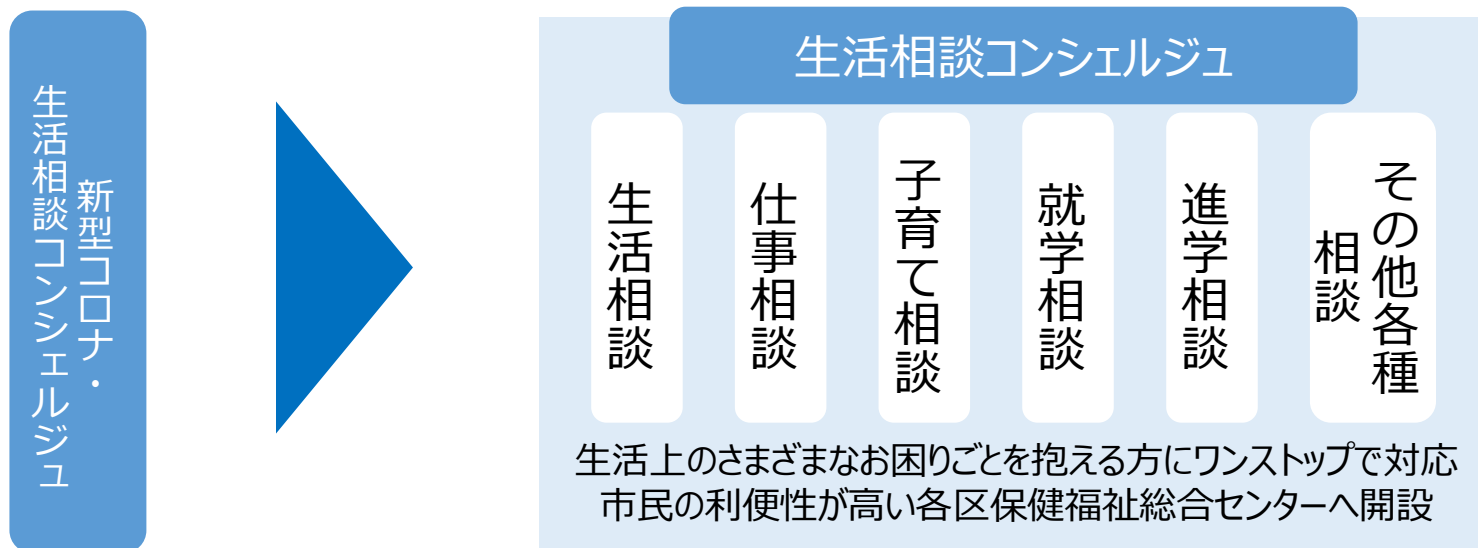 新型コロナ・
生活相談コンシェルジュ
生活相談コンシェルジュ
生活相談
仕事相談
子育て相談
就学相談
進学相談
その他各種
相談
生活上のさまざまなお困りごとを抱える方にワンストップで対応
市民の利便性が高い各区保健福祉総合センターへ開設